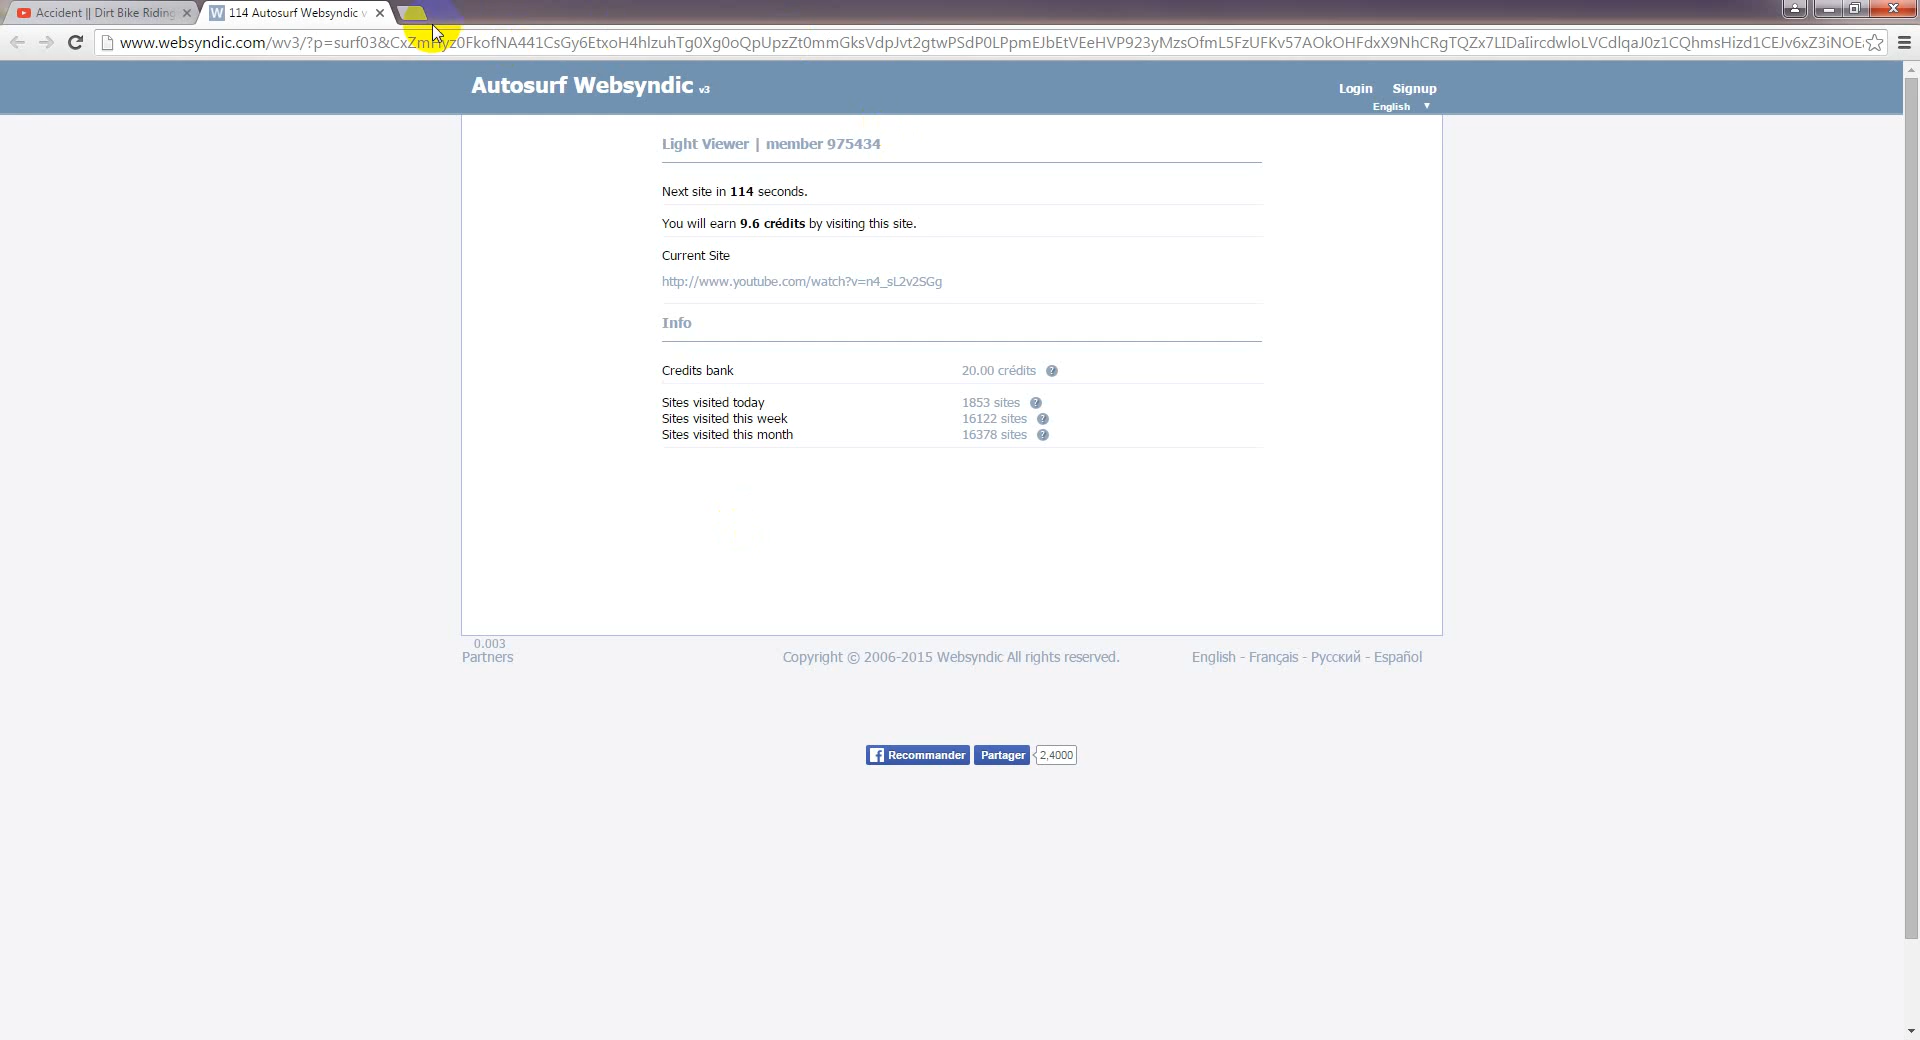 Accident || Dirt Bike Riding
114 Autosurf Websyndic v
www.websyndic.com/wv3/?p=surf03&
Autosurf Websyndic v3
Login Signup
English ▼
Light Viewer | member 975434
Next site in 114 seconds.
You will earn 9.6 crédits by visiting this site.
Current Site
http://www.youtube.com/watch?v=n4_sL2v2SGg
Info
Credits bank 20.00 crédits ?
Sites visited today 1853 sites ?
Sites visited this week 16122 sites ?
Sites visited this month 16378 sites ?
0.003
Partners Copyright © 2006-2015 Websyndic All rights reserved. English - Français - Русский - Español
Recommander Partager 2,4000